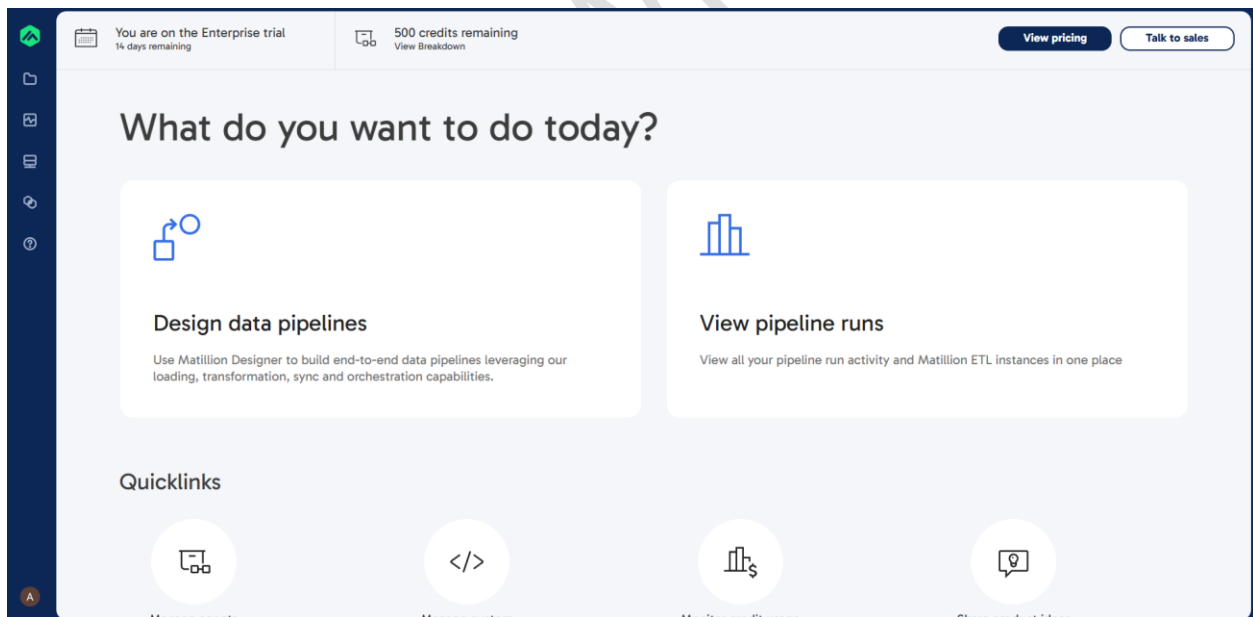 You are on the Enterprise trial
14 days remaining
500 credits remaining
View Breakdown
View pricing
Talk to sales
What do you want to do today?
Design data pipelines
Use Matillion Designer to build end-to-end data pipelines leveraging our
loading, transformation, sync and orchestration capabilities.
View pipeline runs
View all your pipeline run activity and Matillion ETL instances in one place
Quicklinks
</>
$
A